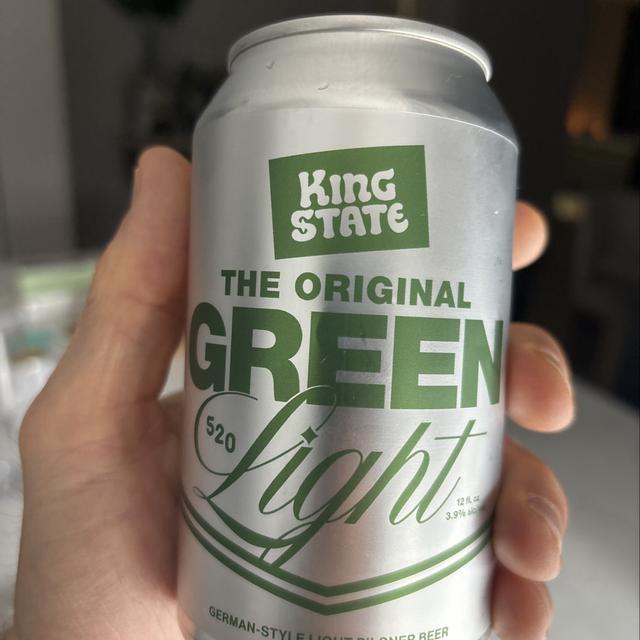 KING
STATE
THE ORIGINAL
GREEN
520
Light
12 fl. oz
3.9%
GERMAN-STYLE LIGHT PILSNER BEER